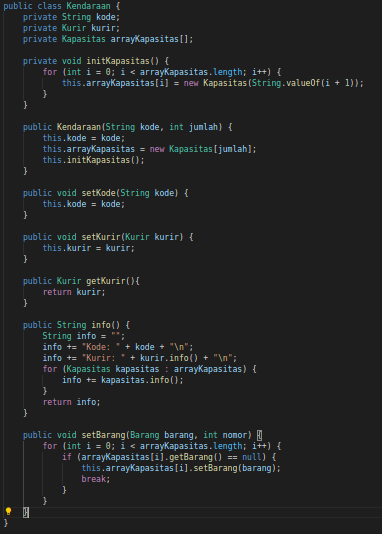 public class Kendaraan {
    private String kode;
    private Kurir kurir;
    private Kapasitas arrayKapasitas[];

    private void initKapasitas() {
        for (int i = 0; i < arrayKapasitas.length; i++) {
            this.arrayKapasitas[i] = new Kapasitas(String.valueOf(i + 1));
        }
    }

    public Kendaraan(String kode, int jumlah) {
        this.kode = kode;
        this.arrayKapasitas = new Kapasitas[jumlah];
        this.initKapasitas();
    }

    public void setKode(String kode) {
        this.kode = kode;
    }

    public void setKurir(Kurir kurir) {
        this.kurir = kurir;
    }

    public Kurir getKurir(){
        return kurir;
    }

    public String info() {
        String info = "";
        info += "Kode: " + kode + "\n";
        info += "Kurir: " + kurir.info() + "\n";
        for (Kapasitas kapasitas : arrayKapasitas) {
            info += kapasitas.info();
        }
        return info;
    }

    public void setBarang(Barang barang, int nomor) {
        for (int i = 0; i < arrayKapasitas.length; i++) {
            if (arrayKapasitas[i].getBarang() == null) {
                this.arrayKapasitas[i].setBarang(barang);
                break;
            }
        }
    }
}